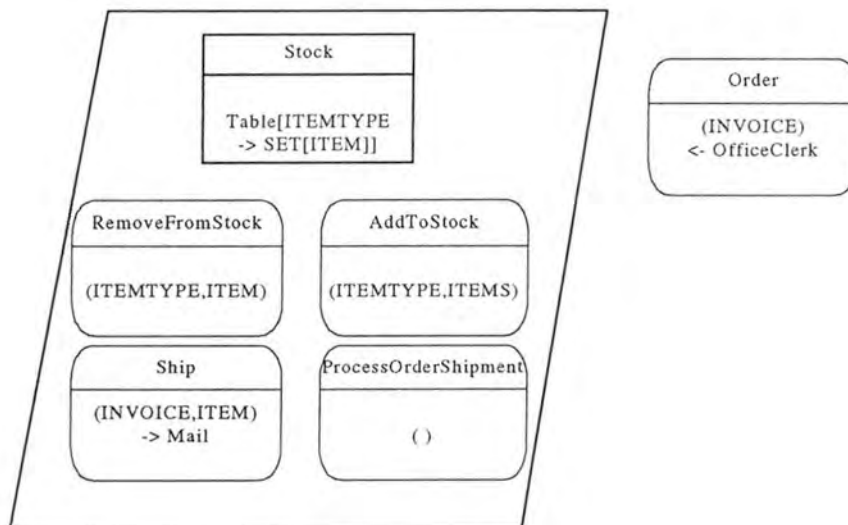 Stock
Table[ITEMTYPE
-> SET[ITEM]]
Order
(INVOICE)
<- OfficeClerk
RemoveFromStock
(ITEMTYPE,ITEM)
AddToStock
(ITEMTYPE,ITEMS)
Ship
(INVOICE,ITEM)
-> Mail
ProcessOrderShipment
( )